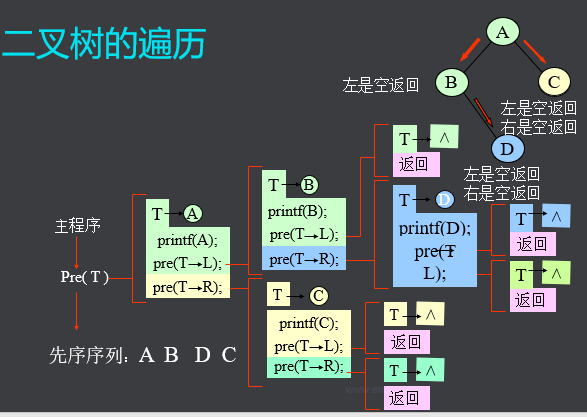 二叉树的遍历
A
B
C
D
左是空返回
左是空返回
右是空返回
左是空返回
右是空返回
主程序
Pre( T )
T→A
printf(A);
pre(T→L);
pre(T→R);
T→B
printf(B);
pre(T→L);
pre(T→R);
T→∧
返回
T→D
printf(D);
pre(T
L);
T→∧
返回
T→∧
返回
T→C
printf(C);
pre(T→L);
pre(T→R);
T→∧
返回
T→∧
返回
先序序列：A B D C